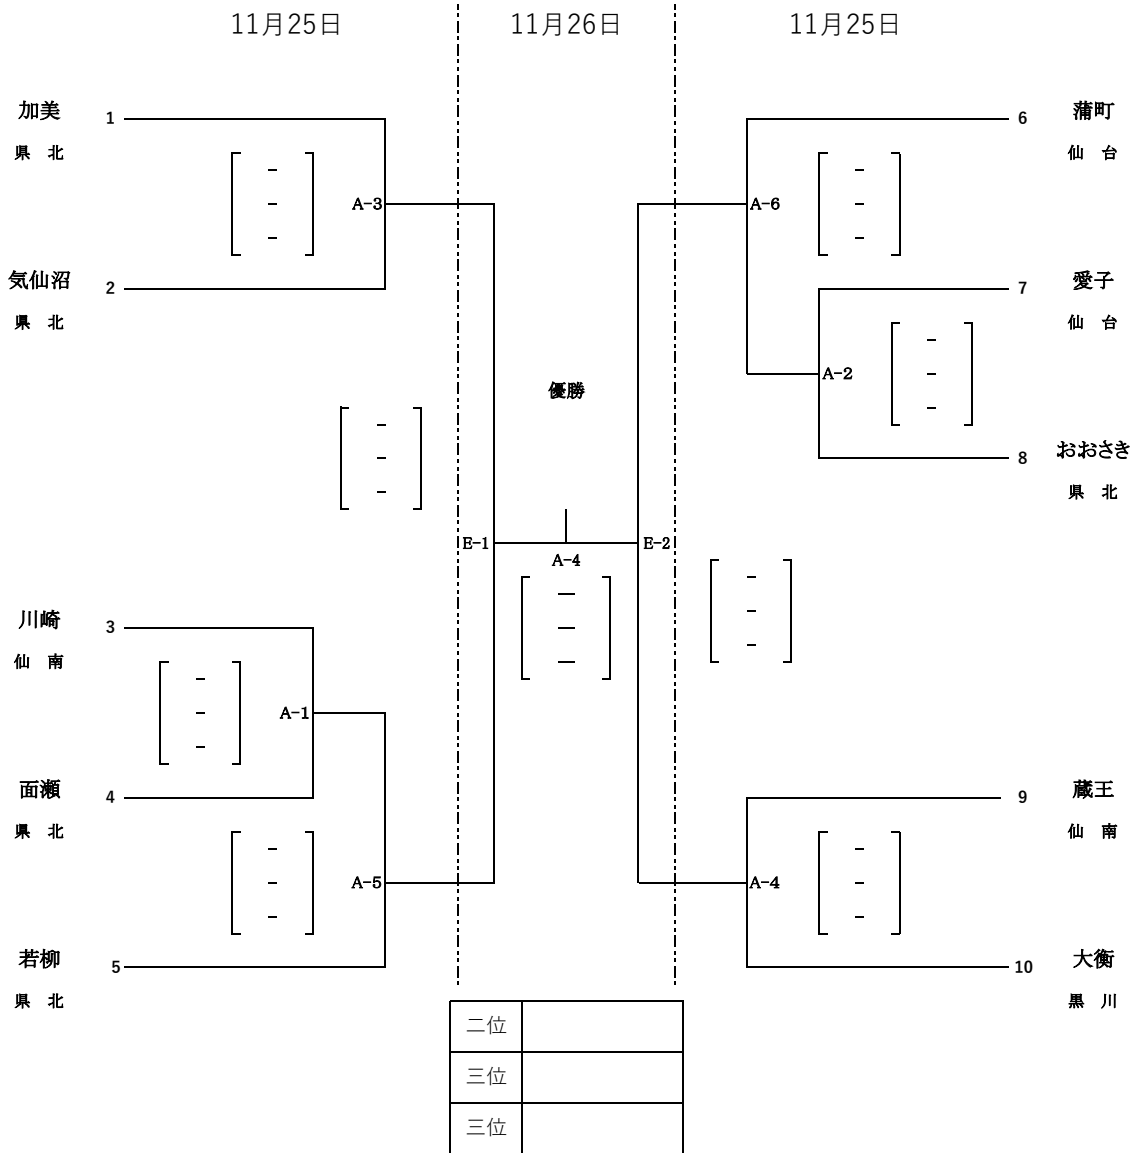 11月25日 11月26日 11月25日
加美 1 6 蒲町
県 北 仙 台
A-3 A-6
気仙沼 2 7 愛子
県 北 仙 台
A-2
優勝
8 おおさき
県 北
E-1 E-2
A-4
川崎 3
仙 南
A-1
面瀬 4 9 蔵王
県 北 仙 南
A-5 A-4
若柳 5 10 大衡
県 北 黒 川
二位
三位
三位